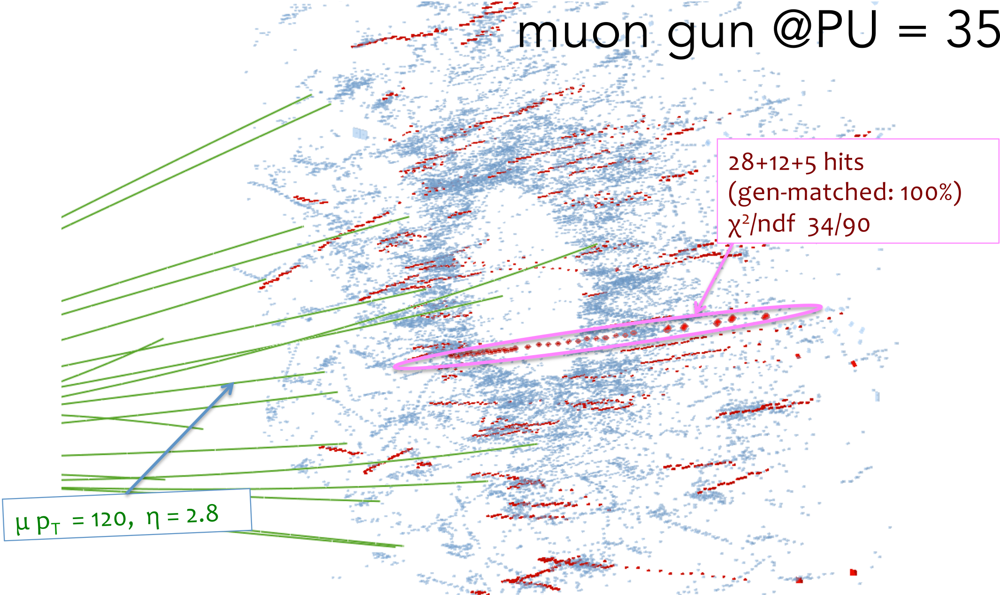 muon gun @PU = 35
28+12+5 hits
(gen-matched: 100%)
χ²/ndf 34/90
μ p_T = 120, η = 2.8